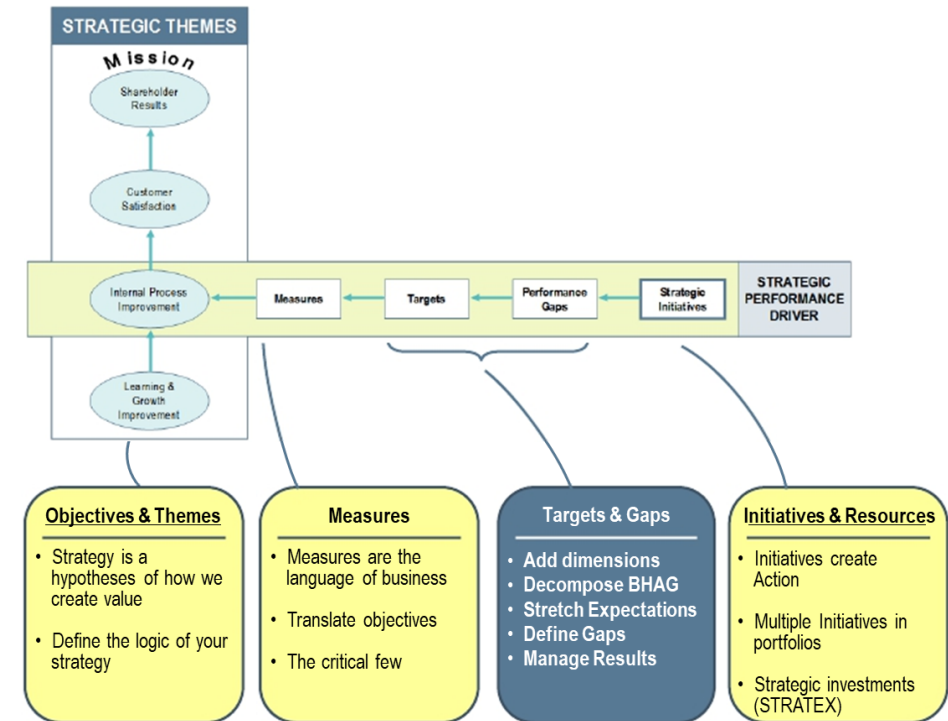 STRATEGIC THEMES
Mission
Shareholder
Results
Customer
Satisfaction
Internal Process
Improvement
Measures
Targets
Performance
Gaps
Strategic
Initiatives
STRATEGIC
PERFORMANCE
DRIVER
Learning &
Growth
Improvement
Objectives & Themes
• Strategy is a
hypotheses of how we
create value
• Define the logic of your
strategy
Measures
• Measures are the
language of business
• Translate objectives
• The critical few
Targets & Gaps
• Add dimensions
• Decompose BHAG
• Stretch Expectations
• Define Gaps
• Manage Results
Initiatives & Resources
• Initiatives create
Action
• Multiple Initiatives in
portfolios
• Strategic investments
(STRATEX)